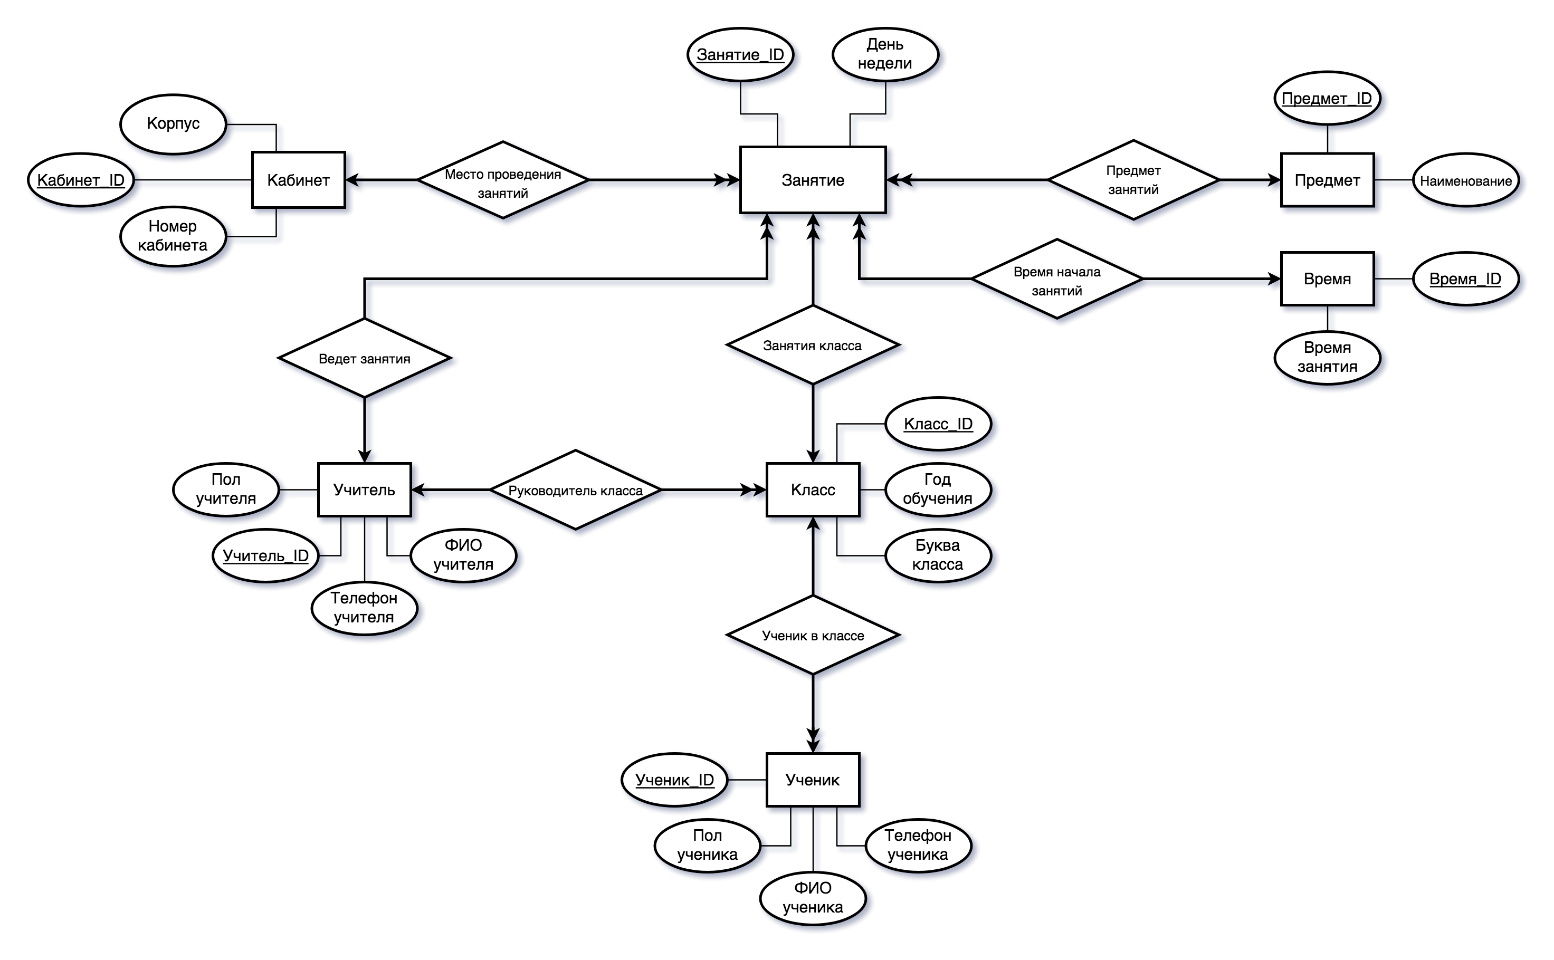 Занятие_ID
День
недели
Предмет_ID
Корпус
Кабинет_ID
Кабинет
Место проведения
занятий
Занятие
Предмет
занятий
Предмет
Наименование
Номер
кабинета
Время начала
занятий
Время
Время_ID
Время
занятия
Ведет занятия
Занятия класса
Класс_ID
Пол
учителя
Учитель
Руководитель класса
Класс
Год
обучения
Учитель_ID
ФИО
учителя
Буква
класса
Телефон
учителя
Ученик в классе
Ученик_ID
Ученик
Пол
ученика
Телефон
ученика
ФИО
ученика